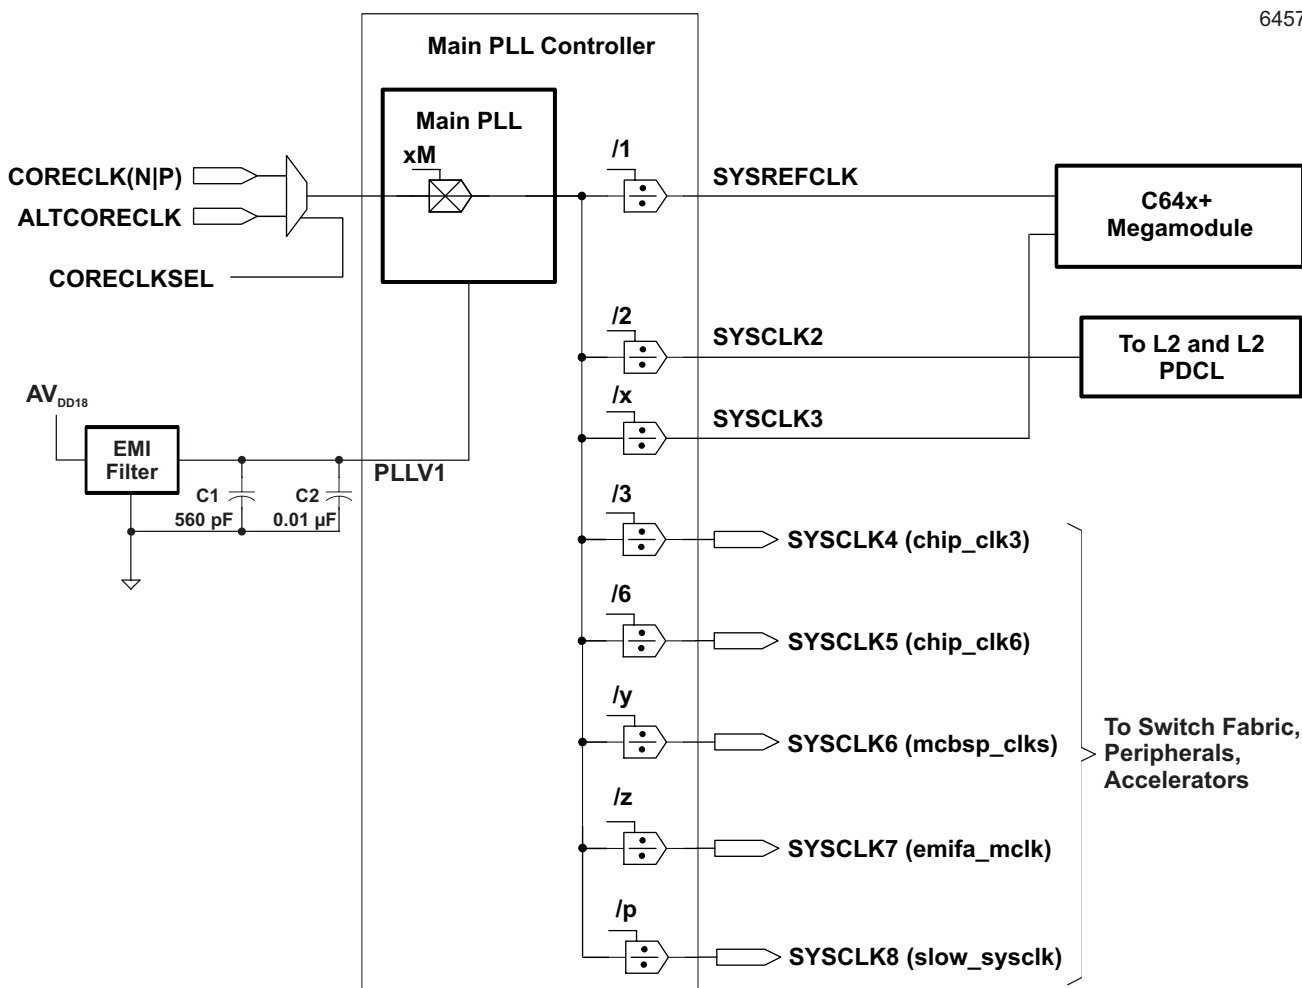 6457
Main PLL Controller
Main PLL
xM
CORECLK(N|P)
ALTCORECLK
CORECLKSEL
/1
SYSREFCLK
C64x+
Megamodule
/2
SYSCLK2
To L2 and L2
PDCL
/x
SYSCLK3
AVDD18
EMI
Filter
PLLV1
C1
560 pF
C2
0.01 µF
/3
SYSCLK4 (chip_clk3)
/6
SYSCLK5 (chip_clk6)
/y
SYSCLK6 (mcbsp_clks)
/z
SYSCLK7 (emifa_mclk)
/p
SYSCLK8 (slow_sysclk)
To Switch Fabric,
Peripherals,
Accelerators